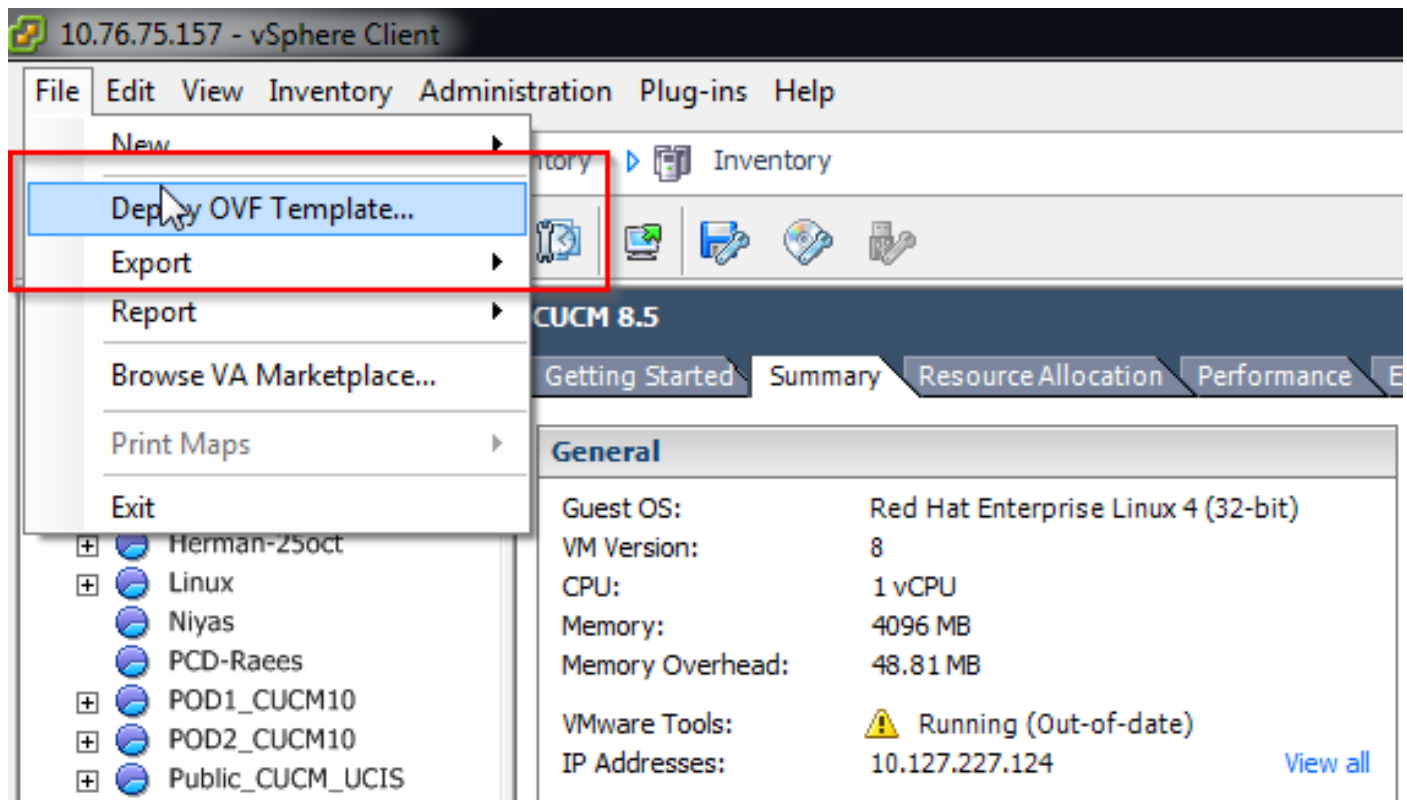 10.76.75.157 - vSphere Client
File Edit View Inventory Administration Plug-ins Help
New
ntory Inventory
Deploy OVF Template...
Export
Report
Browse VA Marketplace...
Print Maps
Exit
CUCM 8.5
Getting Started Summary Resource Allocation Performance E
General
Guest OS: Red Hat Enterprise Linux 4 (32-bit)
VM Version: 8
CPU: 1 vCPU
Memory: 4096 MB
Memory Overhead: 48.81 MB
VMware Tools: Running (Out-of-date)
IP Addresses: 10.127.227.124 View all
Herman-25oct
Linux
Niyas
PCD-Raees
POD1_CUCM10
POD2_CUCM10
Public_CUCM_UCIS